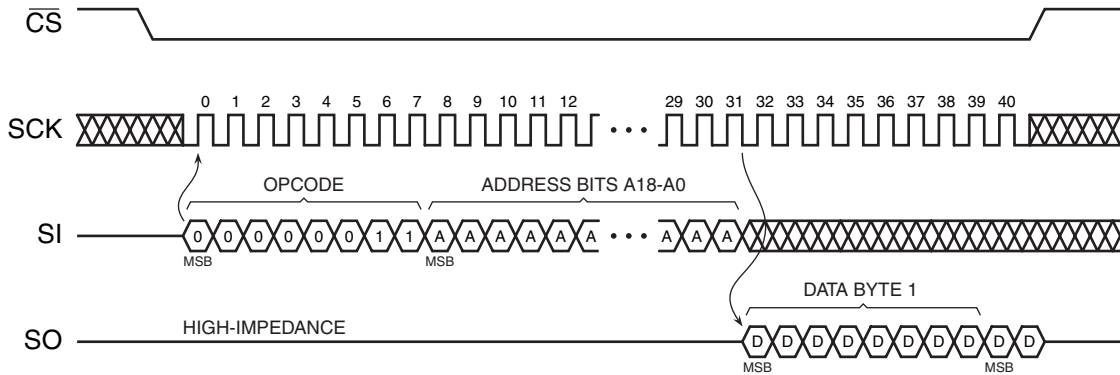 CS
0 1 2 3 4 5 6 7 8 9 10 11 12 29 30 31 32 33 34 35 36 37 38 39 40
SCK
OPCODE ADDRESS BITS A18-A0
SI 0 0 0 0 0 0 1 1 A A A A A A A A A
MSB MSB
DATA BYTE 1
HIGH-IMPEDANCE
SO D D D D D D D D D D
MSB MSB